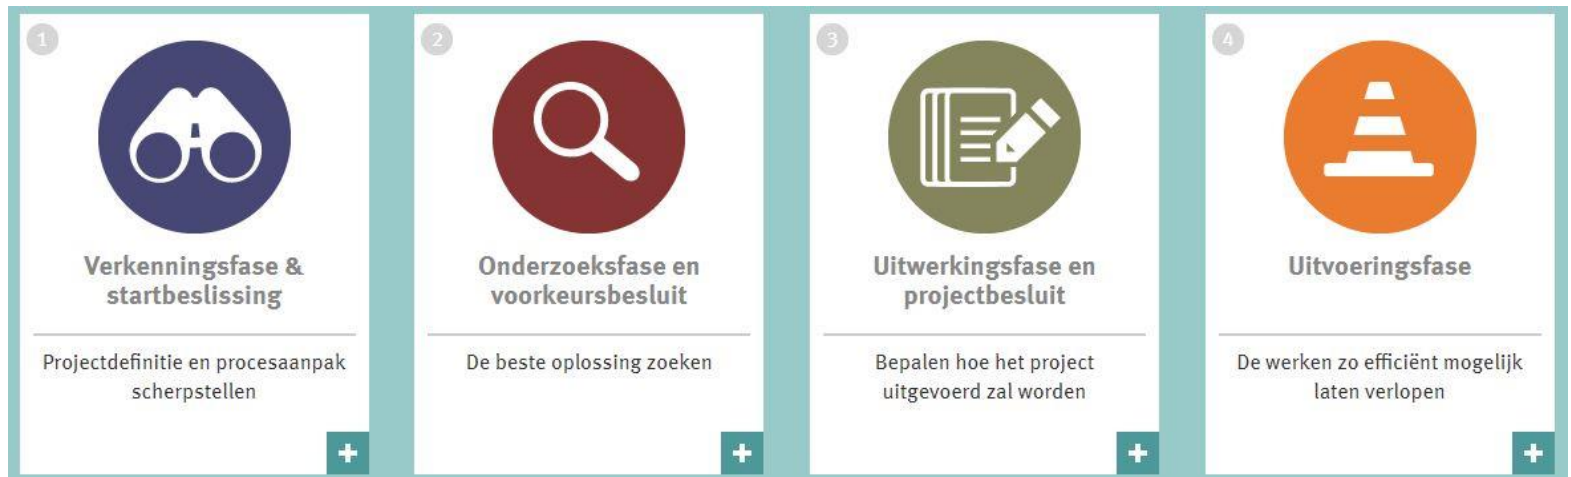 1
Verkenningsfase &
startbeslissing
Projectdefinitie en procesaanpak
scherpstellen
2
Onderzoeksfase en
voorkeursbesluit
De beste oplossing zoeken
3
Uitwerkingsfase en
projectbesluit
Bepalen hoe het project
uitgevoerd zal worden
4
Uitvoeringsfase
De werken zo efficiënt mogelijk
laten verlopen